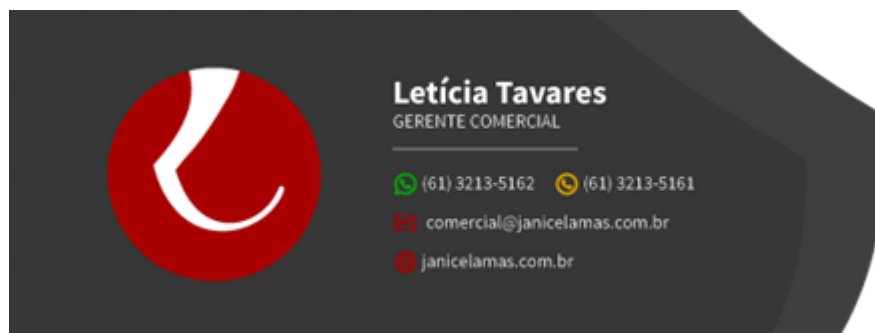 Letícia Tavares
GERENTE COMERCIAL
(61) 3213-5162 (61) 3213-5161
comercial@janicelamas.com.br
janicelamas.com.br